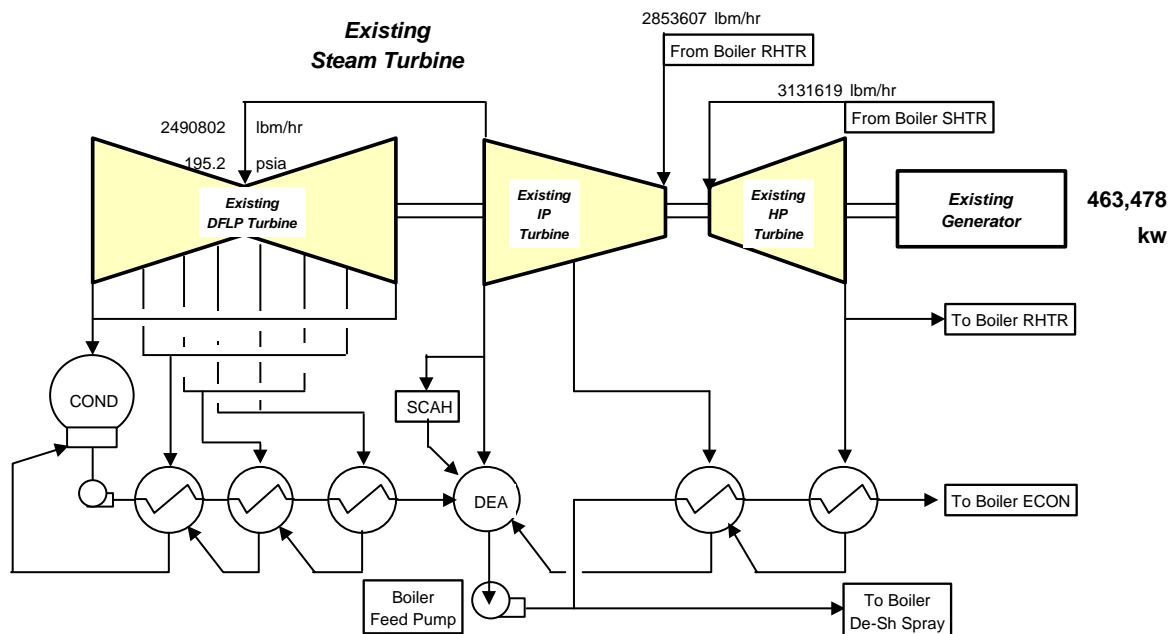 2853607 lbm/hr
Existing
Steam Turbine
From Boiler RHTR
3131619 lbm/hr
From Boiler SHTR
2490802 lbm/hr
195.2 psia
Existing
DFLP Turbine
Existing
IP
Turbine
Existing
HP
Turbine
Existing
Generator
463,478
kw
To Boiler RHTR
COND
SCAH
DEA
To Boiler ECON
Boiler
Feed Pump
To Boiler
De-Sh Spray